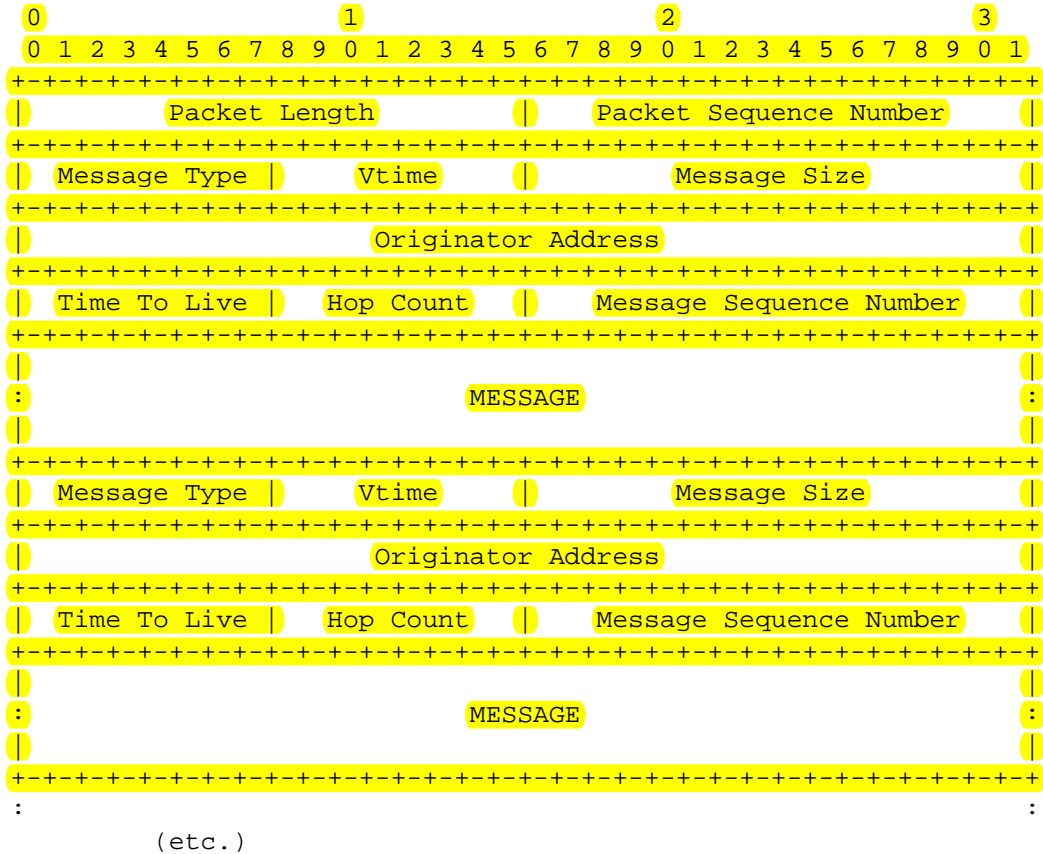 0                   1                   2                   3
0 1 2 3 4 5 6 7 8 9 0 1 2 3 4 5 6 7 8 9 0 1 2 3 4 5 6 7 8 9 0 1
+-+-+-+-+-+-+-+-+-+-+-+-+-+-+-+-+-+-+-+-+-+-+-+-+-+-+-+-+-+-+-+-+
|         Packet Length         |    Packet Sequence Number     |
+-+-+-+-+-+-+-+-+-+-+-+-+-+-+-+-+-+-+-+-+-+-+-+-+-+-+-+-+-+-+-+-+
|  Message Type |     Vtime     |         Message Size          |
+-+-+-+-+-+-+-+-+-+-+-+-+-+-+-+-+-+-+-+-+-+-+-+-+-+-+-+-+-+-+-+-+
|                      Originator Address                       |
+-+-+-+-+-+-+-+-+-+-+-+-+-+-+-+-+-+-+-+-+-+-+-+-+-+-+-+-+-+-+-+-+
|  Time To Live |   Hop Count   |    Message Sequence Number    |
+-+-+-+-+-+-+-+-+-+-+-+-+-+-+-+-+-+-+-+-+-+-+-+-+-+-+-+-+-+-+-+-+
|                                                               |
:                            MESSAGE                            :
|                                                               |
+-+-+-+-+-+-+-+-+-+-+-+-+-+-+-+-+-+-+-+-+-+-+-+-+-+-+-+-+-+-+-+-+
|  Message Type |     Vtime     |         Message Size          |
+-+-+-+-+-+-+-+-+-+-+-+-+-+-+-+-+-+-+-+-+-+-+-+-+-+-+-+-+-+-+-+-+
|                      Originator Address                       |
+-+-+-+-+-+-+-+-+-+-+-+-+-+-+-+-+-+-+-+-+-+-+-+-+-+-+-+-+-+-+-+-+
|  Time To Live |   Hop Count   |    Message Sequence Number    |
+-+-+-+-+-+-+-+-+-+-+-+-+-+-+-+-+-+-+-+-+-+-+-+-+-+-+-+-+-+-+-+-+
|                                                               |
:                            MESSAGE                            :
|                                                               |
+-+-+-+-+-+-+-+-+-+-+-+-+-+-+-+-+-+-+-+-+-+-+-+-+-+-+-+-+-+-+-+-+
:                                                               :
(etc.)